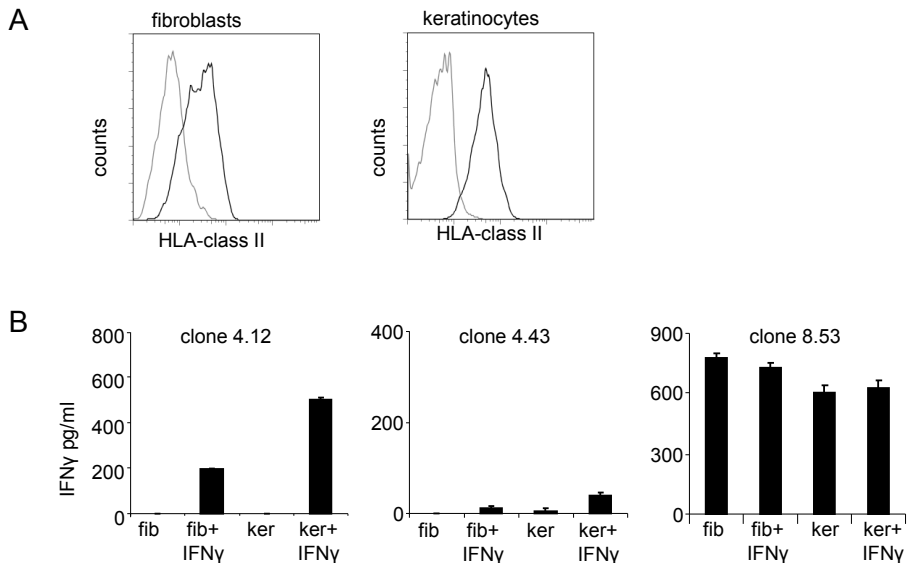 A
fibroblasts
keratinocytes
counts
counts
HLA-class II
HLA-class II
B
clone 4.12
clone 4.43
clone 8.53
IFNγ pg/ml
800
600
400
200
0
400
200
0
900
600
300
0
fib fib+ ker ker+
IFNγ IFNγ
fib fib+ ker ker+
IFNγ IFNγ
fib fib+ ker ker+
IFNγ IFNγ